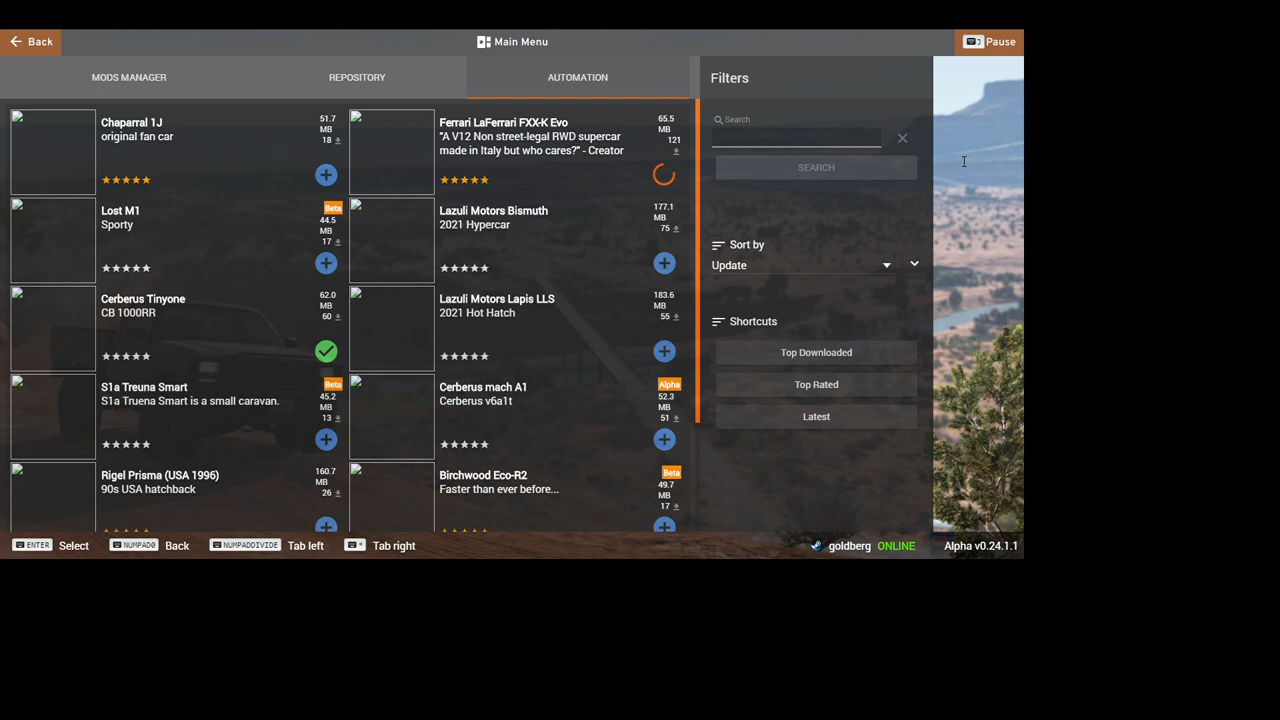 Back
Main Menu
Pause
MODS MANAGER
REPOSITORY
AUTOMATION
Filters
Chaparral 1J
original fan car
51.7
MB
18
Ferrari LaFerrari FXX-K Evo
"A V12 Non street-legal RWD supercar
made in Italy but who cares?" - Creator
65.5
MB
121
Search
SEARCH
Lost M1
Sporty
Beta
44.5
MB
17
Lazuli Motors Bismuth
2021 Hypercar
177.1
MB
75
Sort by
Update
Cerberus Tinyone
CB 1000RR
62.0
MB
60
Lazuli Motors Lapis LLS
2021 Hot Hatch
183.6
MB
55
Shortcuts
Top Downloaded
Top Rated
Latest
S1a Treuna Smart
S1a Truena Smart is a small caravan.
Beta
45.2
MB
13
Cerberus mach A1
Cerberus v6a1t
Alpha
52.3
MB
51
Rigel Prisma (USA 1996)
90s USA hatchback
160.7
MB
26
Birchwood Eco-R2
Faster than ever before...
Beta
49.7
MB
17
ENTER Select NUMPAD0 Back NUMPADDIVIDE Tab left * Tab right
goldberg ONLINE
Alpha v0.24.1.1